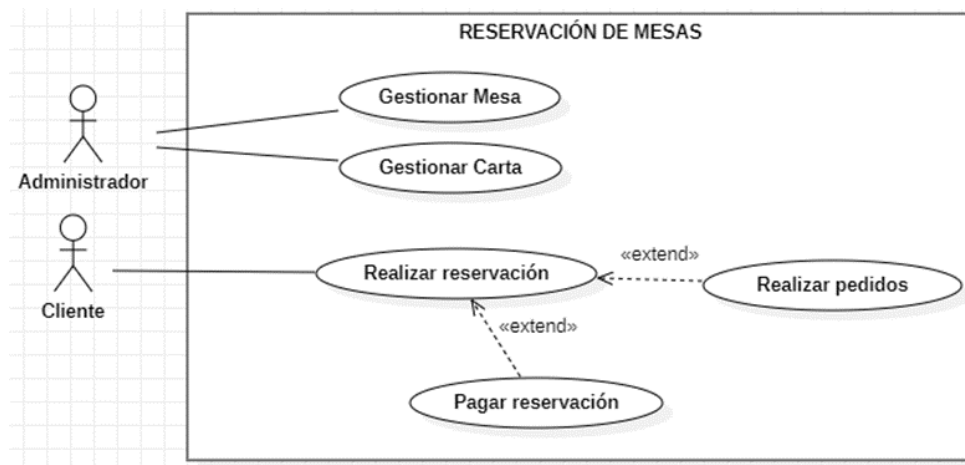 RESERVACIÓN DE MESAS
Gestionar Mesa
Gestionar Carta
Administrador
Realizar reservación
«extend»
Realizar pedidos
Cliente
«extend»
Pagar reservación